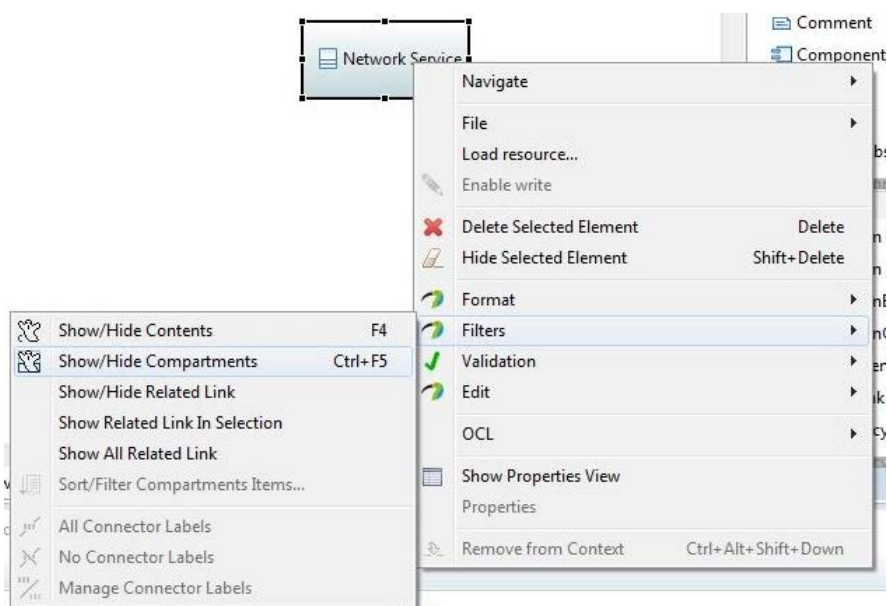 Comment
Network Service
Component
Navigate
File
Load resource...
Enable write
Delete Selected Element Delete
Hide Selected Element Shift+Delete
Format
Filters
Validation
Edit
OCL
Show Properties View
Properties
Remove from Context Ctrl+Alt+Shift+Down
Show/Hide Contents F4
Show/Hide Compartments Ctrl+F5
Show/Hide Related Link
Show Related Link In Selection
Show All Related Link
Sort/Filter Compartments Items...
All Connector Labels
No Connector Labels
Manage Connector Labels